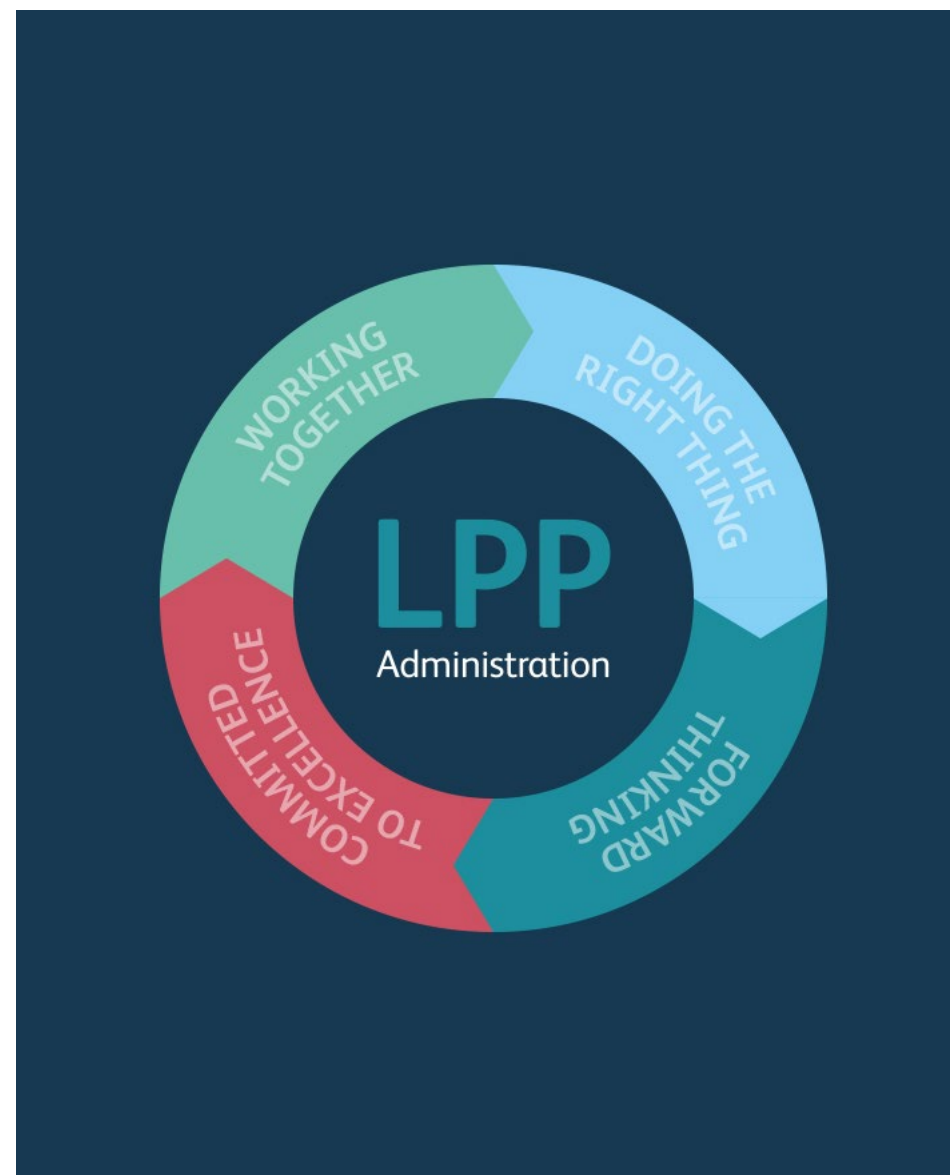 WORKING
TOGETHER
DOING THE
RIGHT THING
LPP
Administration
COMMITTED
TO EXCELLENCE
FORWARD
THINKING